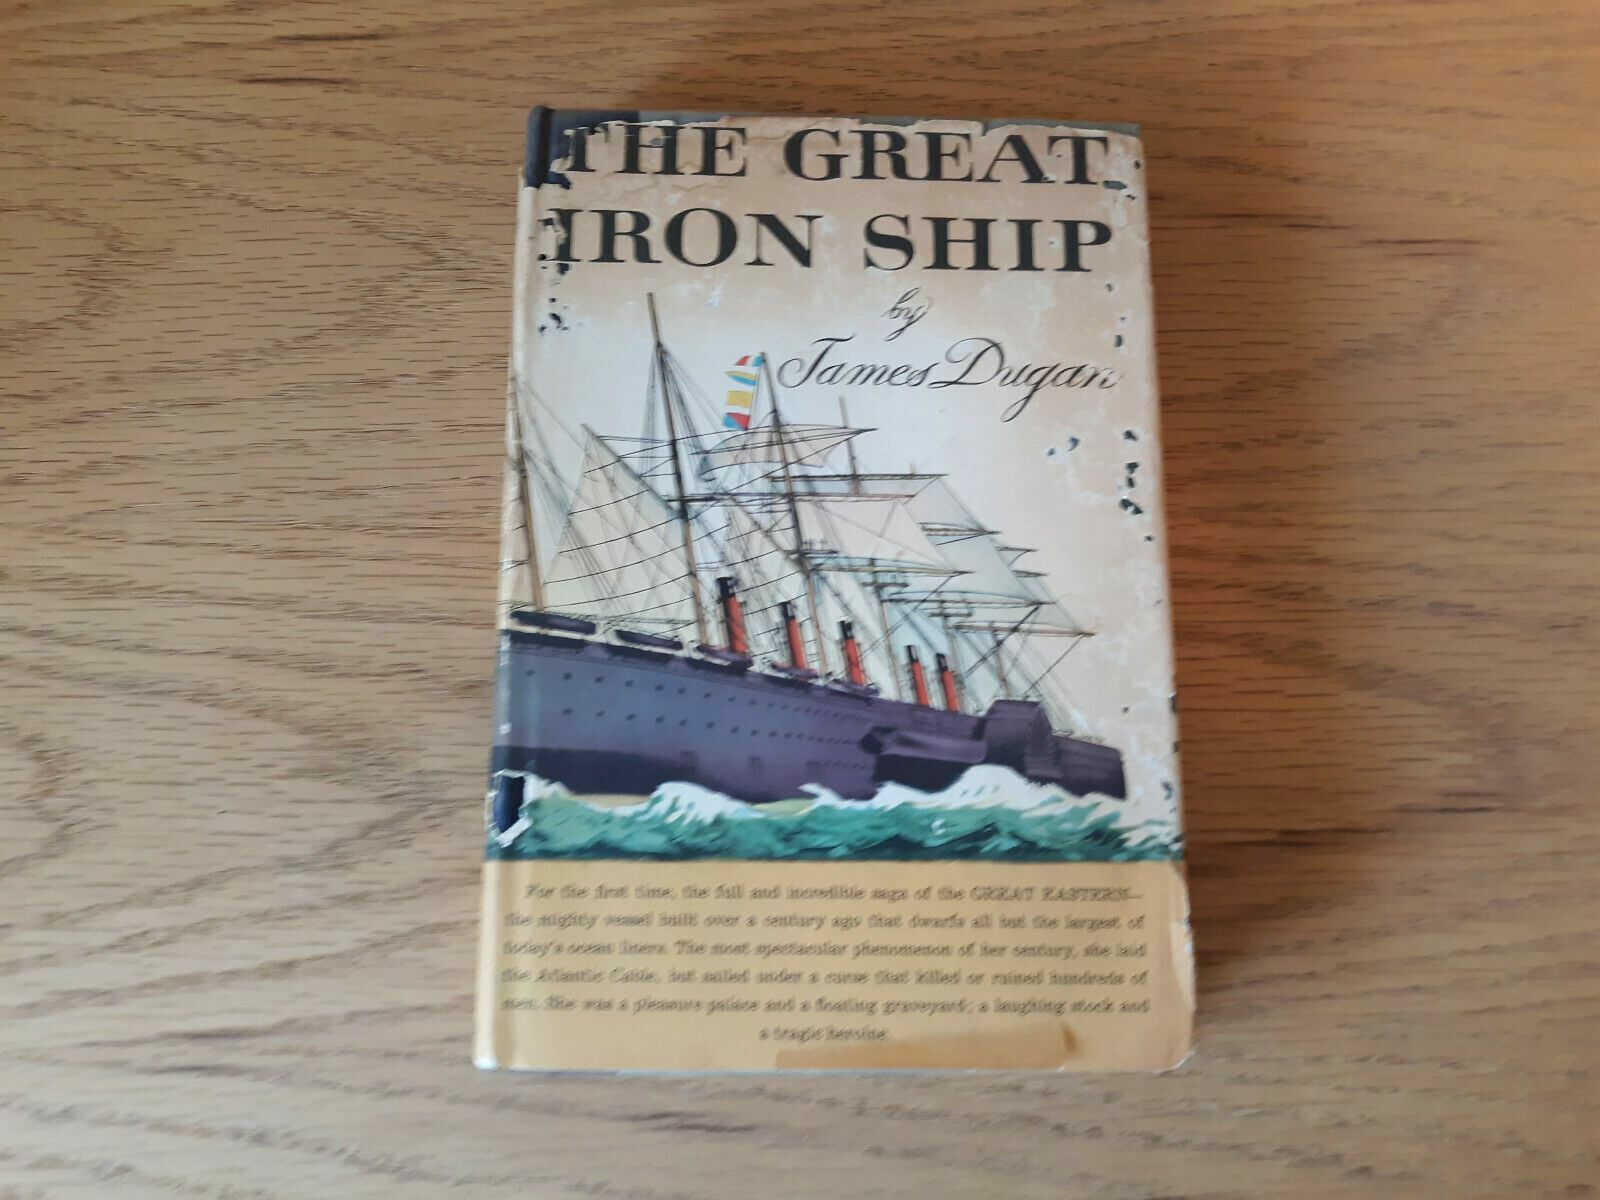 THE GREAT
IRON SHIP
by
James Dugan
For the first time, the full and incredible saga of the GREAT EASTERN—
the mighty vessel built over a century ago that dwarfs all but the largest of
today's ocean liners. The most spectacular phenomenon of her century, she laid
the Atlantic Cable, but sailed under a curse that killed or ruined hundreds of
men. She was a pleasure palace and a floating graveyard; a laughing stock and
a tragic heroine.